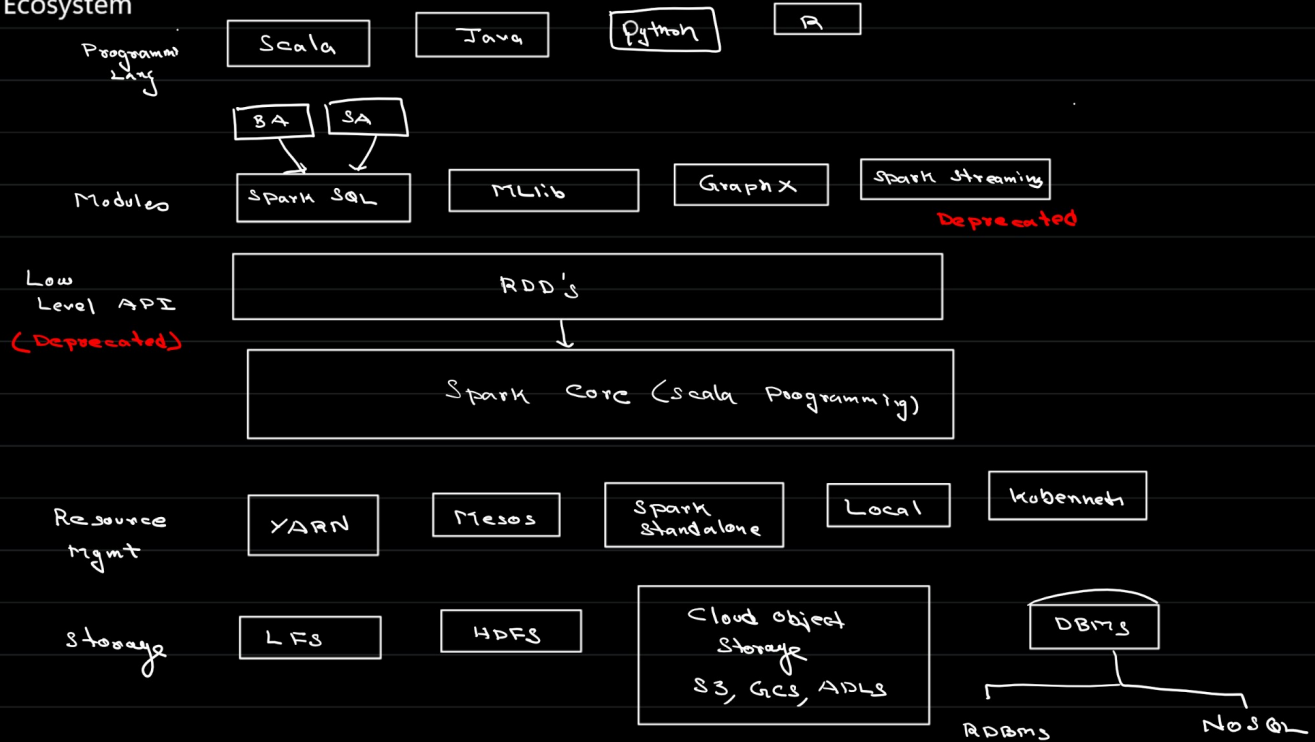 Ecosystem
Programmi
Lang
Scala
Java
Python
R
BA
SA
Modules
Spark SQL
MLlib
GraphX
Spark Streaming
Deprecated
Low
Level API
(Deprecated)
RDD's
Spark Core (Scala Programming)
Resource
Mgmt
YARN
Mesos
Spark
Standalone
Local
Kubernneth
Storage
LFS
HDFS
Cloud Object
Storage
S3, GCS, ADLS
DBMS
RDBMS
NOSQL